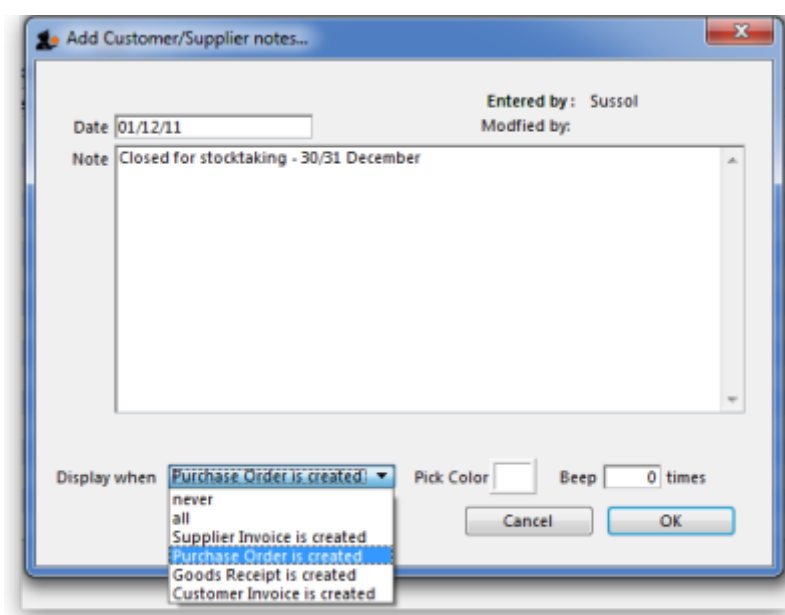 Add Customer/Supplier notes...
Entered by: Sussol
Date 01/12/11
Modfied by:
Note Closed for stocktaking - 30/31 December
Display when Purchase Order is created Pick Color Beep 0 times
never
all
Supplier Invoice is created
Purchase Order is created
Goods Receipt is created
Customer Invoice is created
Cancel OK